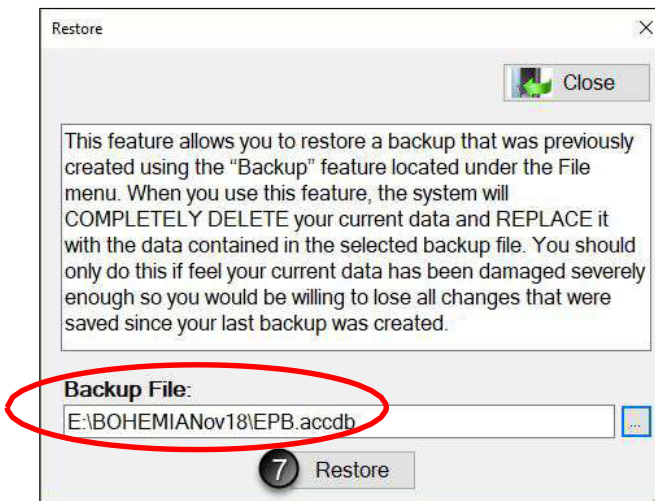 Restore
Close
This feature allows you to restore a backup that was previously
created using the “Backup” feature located under the File
menu. When you use this feature, the system will
COMPLETELY DELETE your current data and REPLACE it
with the data contained in the selected backup file. You should
only do this if feel your current data has been damaged severely
enough so you would be willing to lose all changes that were
saved since your last backup was created.
Backup File:
E:\BOHEMIANov18\EPB.accdb
...
7 Restore